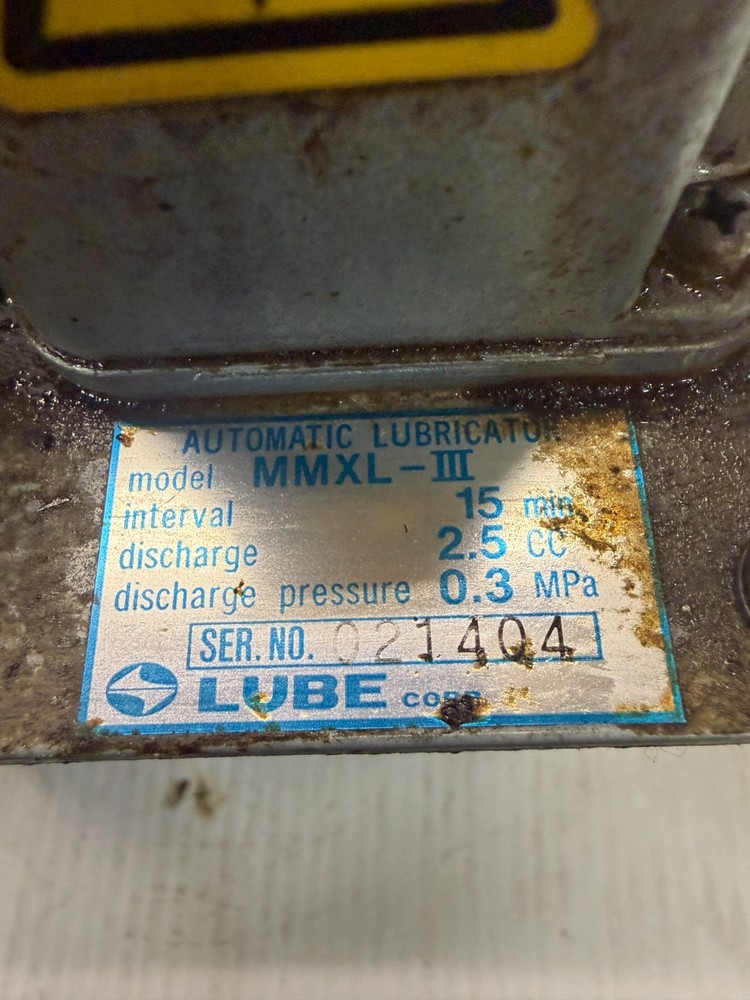 AUTOMATIC LUBRICATOR
model MMXL-III
interval 15 min.
discharge 2.5 CC
discharge pressure 0.3 MPa
SER. NO. 021404
LUBE CORP.